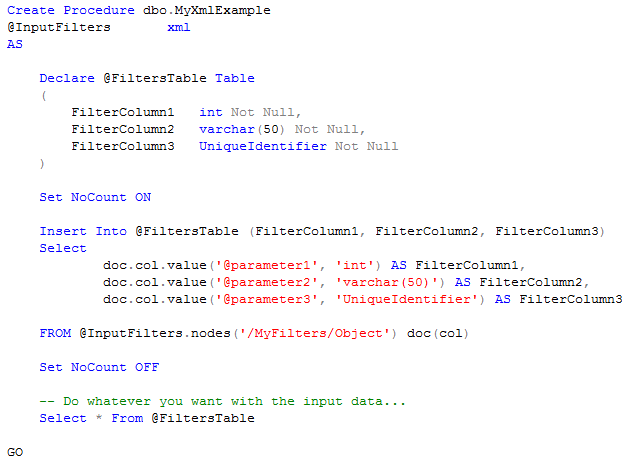 Create Procedure dbo.MyXmlExample
@InputFilters       xml
AS
    Declare @FiltersTable Table
    (
        FilterColumn1   int Not Null,
        FilterColumn2   varchar(50) Not Null,
        FilterColumn3   UniqueIdentifier Not Null
    )
    Set NoCount ON
    Insert Into @FiltersTable (FilterColumn1, FilterColumn2, FilterColumn3)
    Select
            doc.col.value('@parameter1', 'int') AS FilterColumn1,
            doc.col.value('@parameter2', 'varchar(50)') AS FilterColumn2,
            doc.col.value('@parameter3', 'UniqueIdentifier') AS FilterColumn3
    FROM @InputFilters.nodes('/MyFilters/Object') doc(col)
    Set NoCount OFF
    -- Do whatever you want with the input data...
    Select * From @FiltersTable
GO